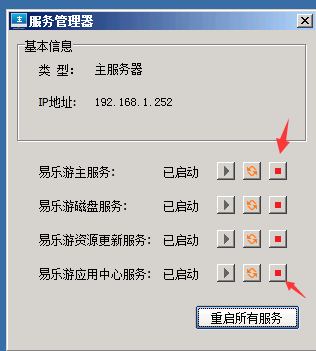 服务管理器
基本信息
类 型: 主服务器
IP地址: 192.168.1.252
易乐游主服务: 已启动
易乐游磁盘服务: 已启动
易乐游资源更新服务: 已启动
易乐游应用中心服务: 已启动
重启所有服务